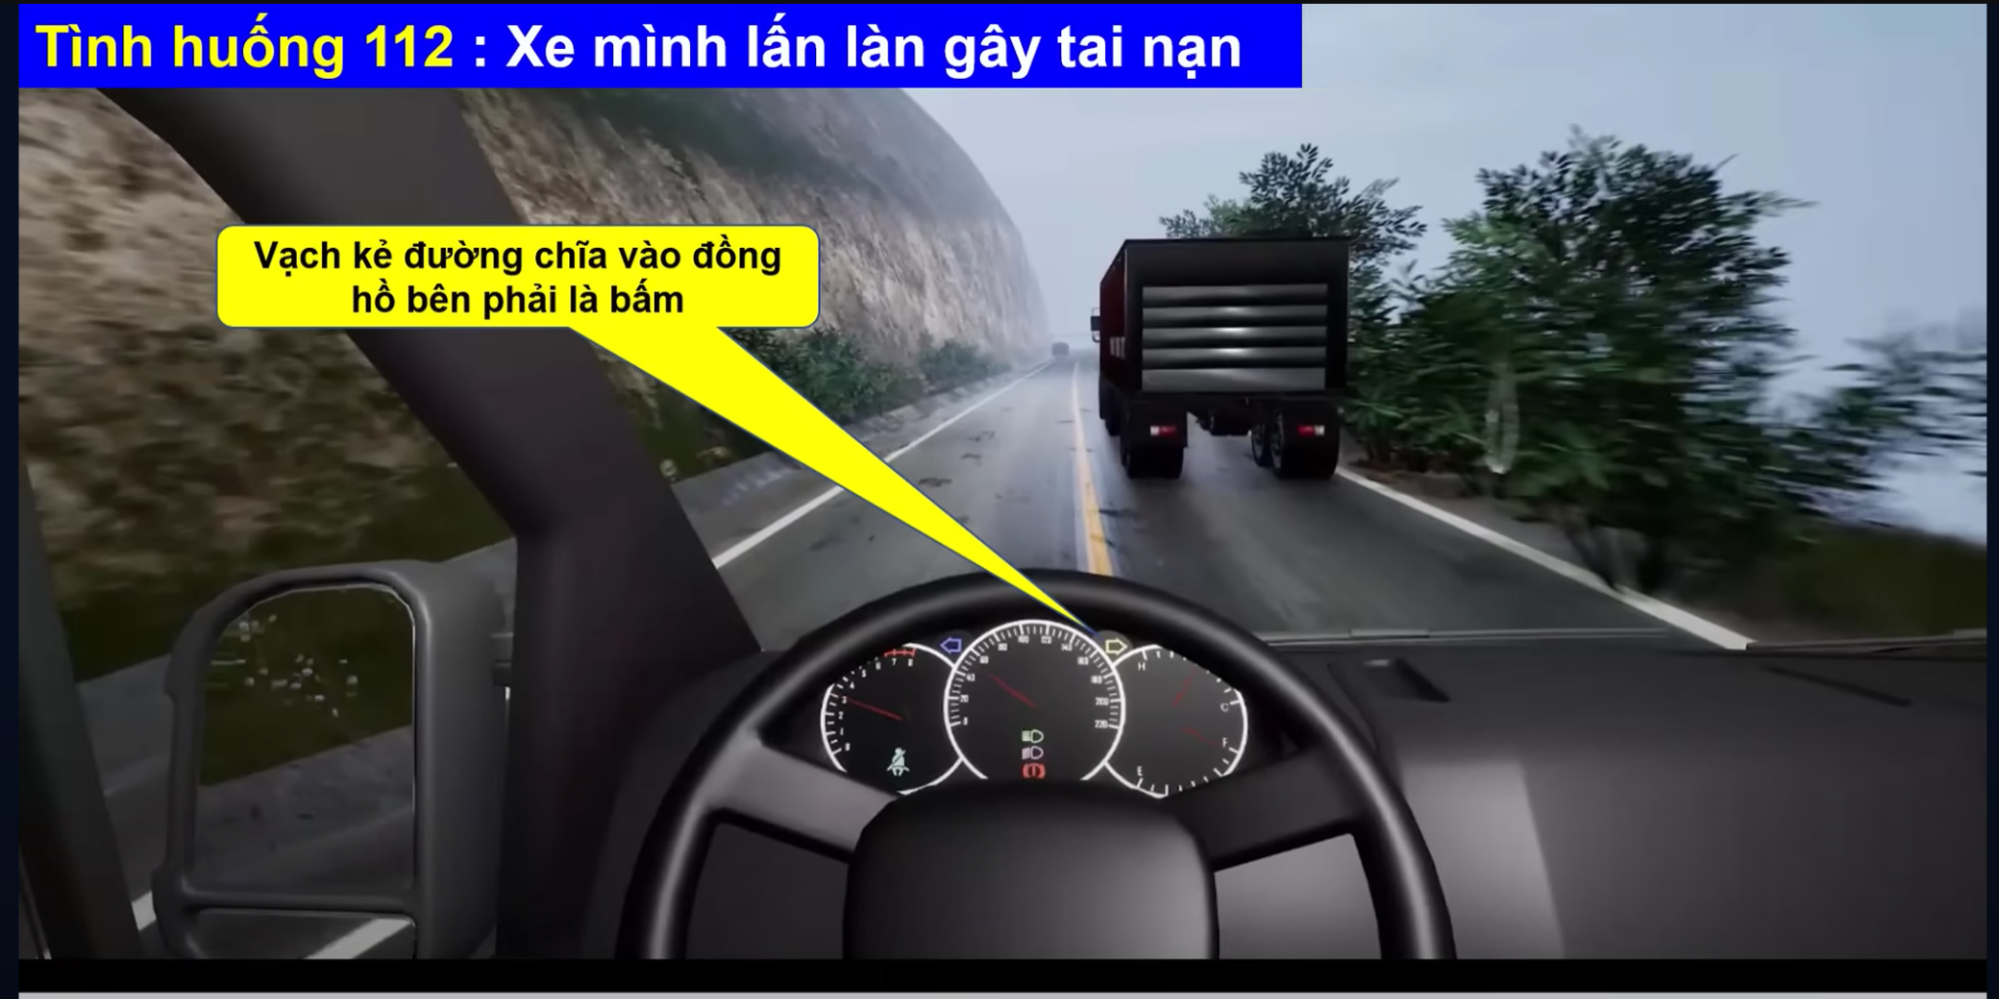 Tình huống 112 : Xe mình lấn làn gây tai nạn
Vạch kẻ đường chĩa vào đồng
hồ bên phải là bấm